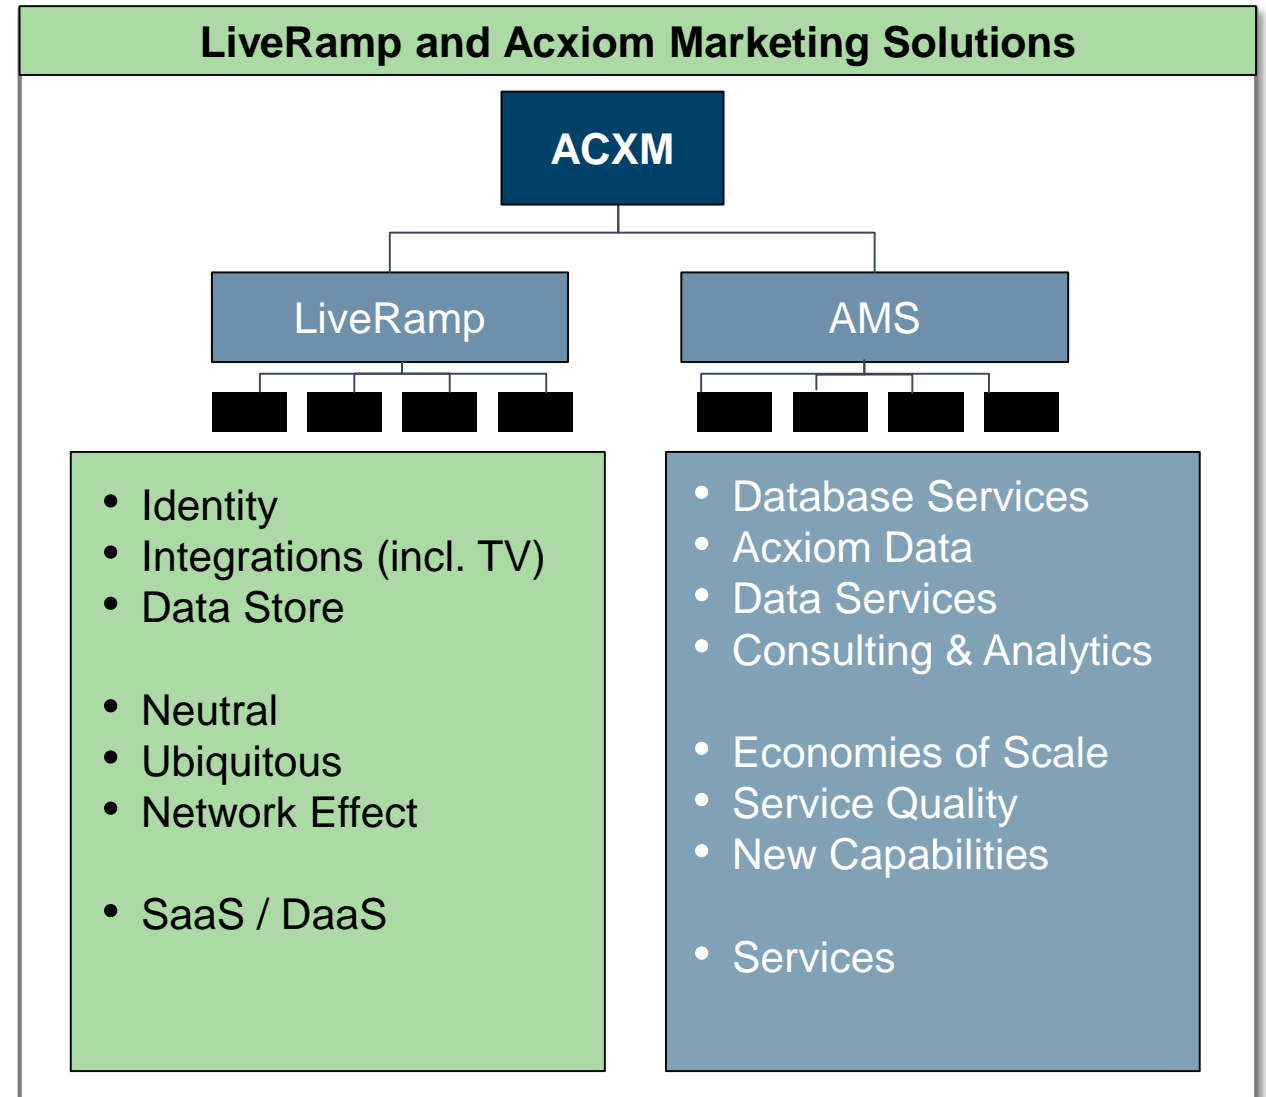 LiveRamp and Acxiom Marketing Solutions
ACXM
LiveRamp
AMS
• Identity
• Integrations (incl. TV)
• Data Store
• Neutral
• Ubiquitous
• Network Effect
• SaaS / DaaS
• Database Services
• Acxiom Data
• Data Services
• Consulting & Analytics
• Economies of Scale
• Service Quality
• New Capabilities
• Services